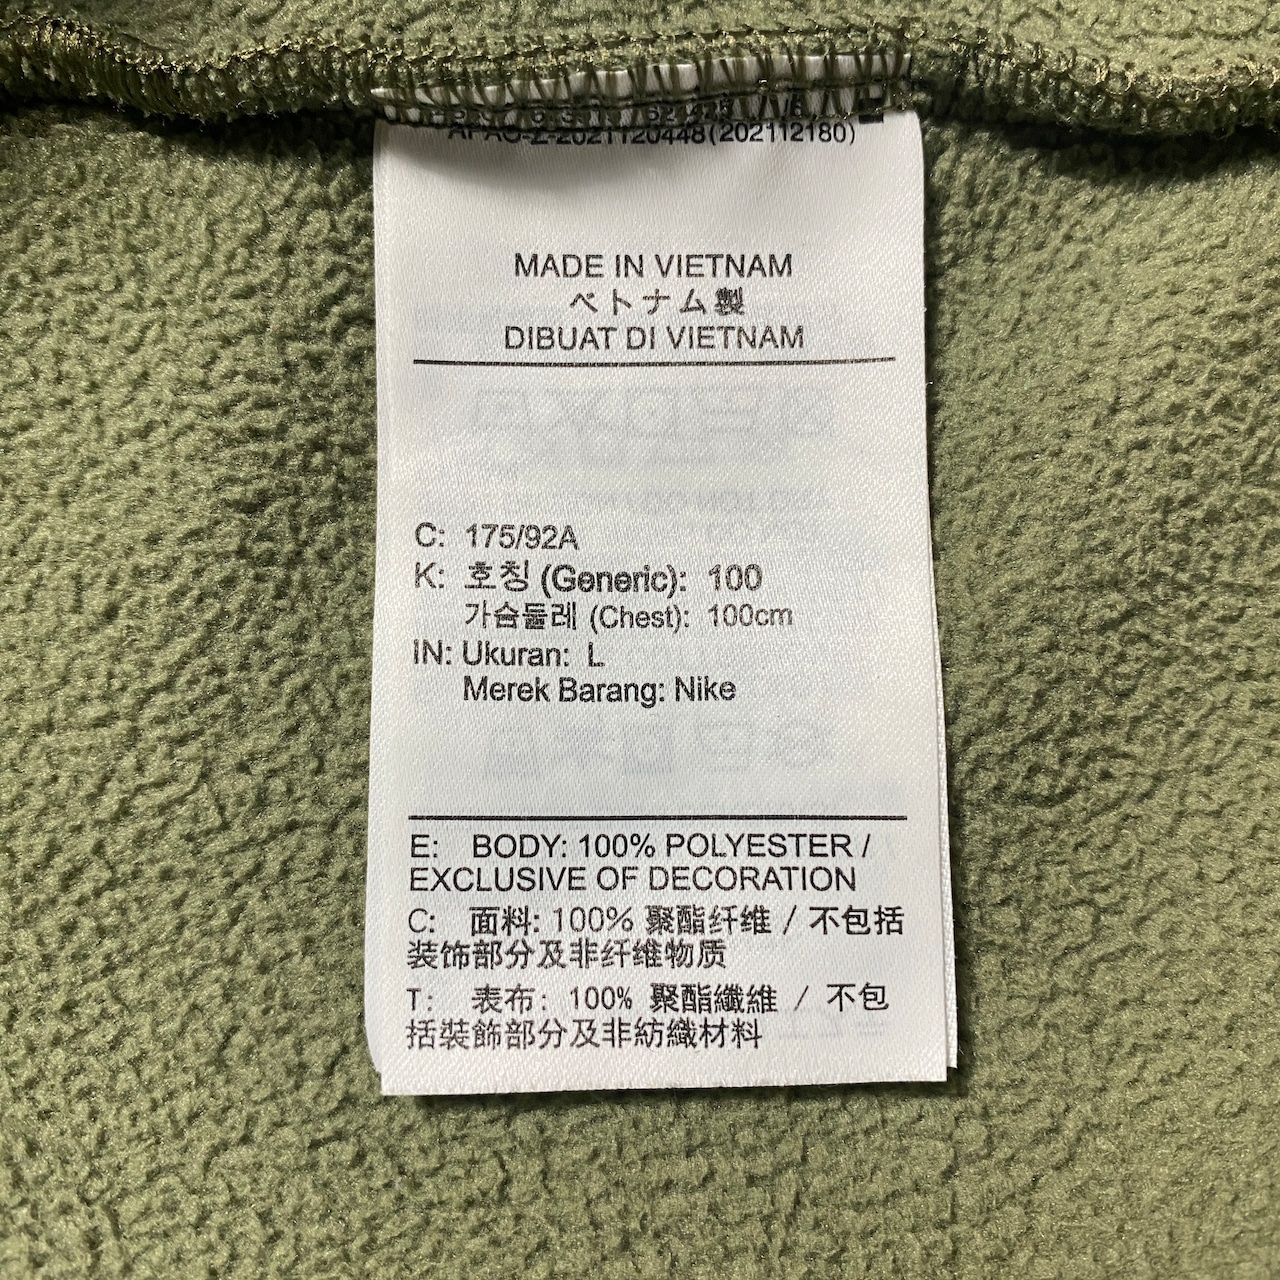 APAC-Z-2021120448(202112180)
MADE IN VIETNAM
ベトナム製
DIBUAT DI VIETNAM
C: 175/92A
K: 호칭 (Generic): 100
가슴둘레 (Chest): 100cm
IN: Ukuran: L
Merek Barang: Nike
E: BODY: 100% POLYESTER /
EXCLUSIVE OF DECORATION
C: 面料: 100% 聚酯纤维 / 不包括
装饰部分及非纤维物质
T: 表布: 100% 聚酯纖維 / 不包
括裝飾部分及非紡織材料